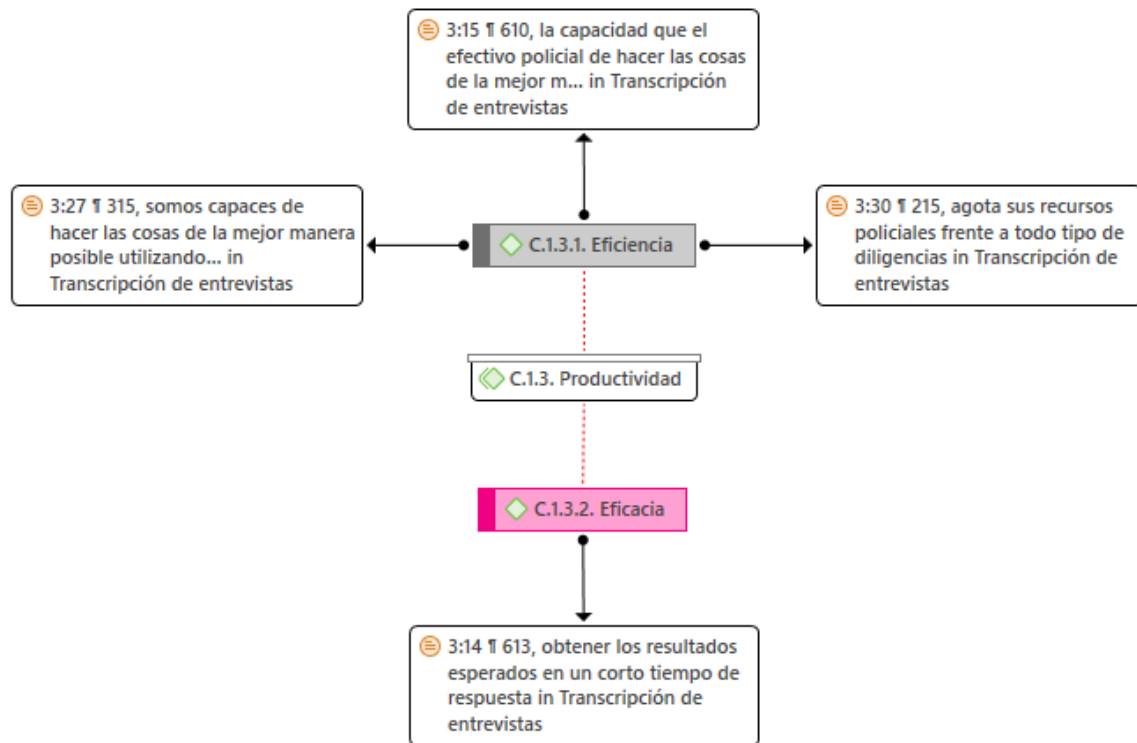 3:15 ¶ 610, la capacidad que el
efectivo policial de hacer las cosas
de la mejor m... in Transcripción
de entrevistas
3:27 ¶ 315, somos capaces de
hacer las cosas de la mejor manera
posible utilizando... in
Transcripción de entrevistas
C.1.3.1. Eficiencia
3:30 ¶ 215, agota sus recursos
policiales frente a todo tipo de
diligencias in Transcripción de
entrevistas
C.1.3. Productividad
C.1.3.2. Eficacia
3:14 ¶ 613, obtener los resultados
esperados en un corto tiempo de
respuesta in Transcripción de
entrevistas